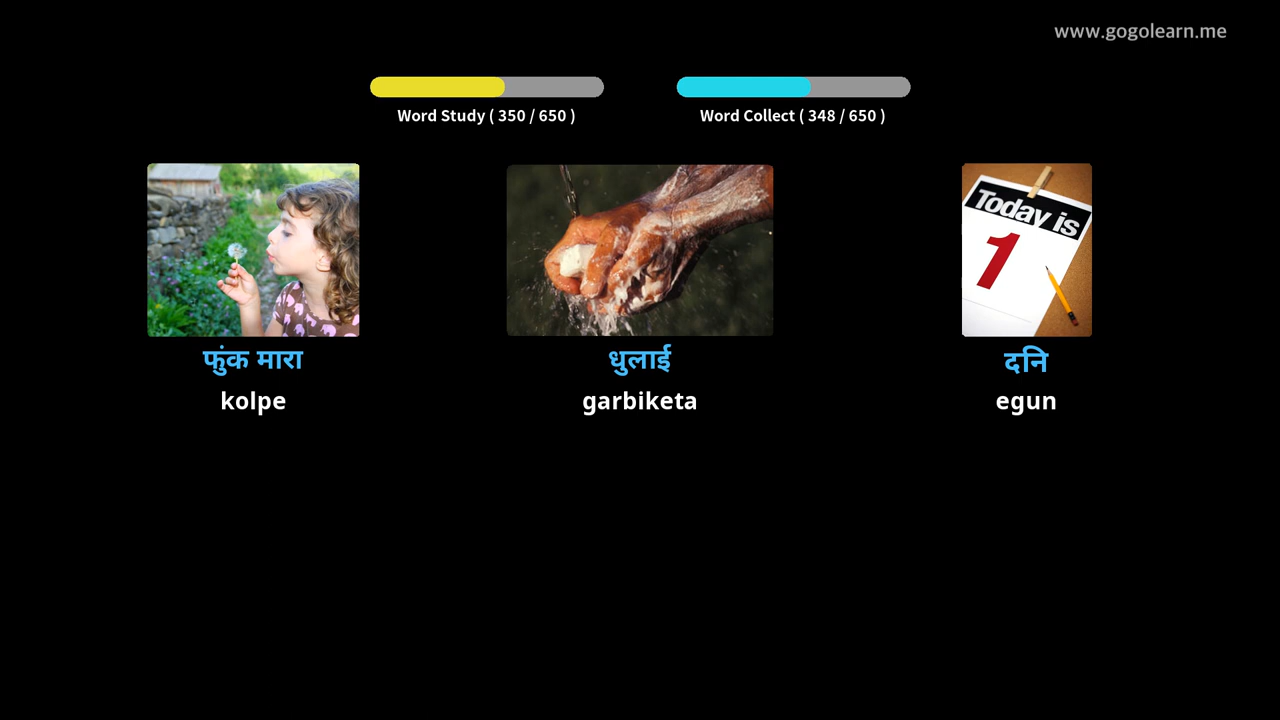 www.gogolearn.me
Word Study ( 350 / 650 )
Word Collect ( 348 / 650 )
Today is
1
फुंक मारा
धुलाई
दनि
kolpe
garbiketa
egun